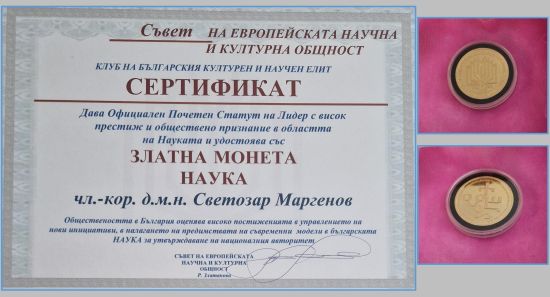 Съвет НА ЕВРОПЕЙСКАТА НАУЧНА
И КУЛТУРНА ОБЩНОСТ
КЛУБ НА БЪЛГАРСКИЯ КУЛТУРЕН И НАУЧЕН ЕЛИТ
СЕРТИФИКАТ
Дава Официален Почетен Статут на Лидер с висок
престиж и обществено признание в областта
на Науката и удостоява със
ЗЛАТНА МОНЕТА
НАУКА
чл.-кор. д.м.н. Светозар Маргенов
Обществеността в България оценява високо постиженията в управлението на
нови инициативи, в налагането на предимствата на съвременни модели в българската
НАУКА за утвърждаване на националния авторитет
СЪВЕТ НА ЕВРОПЕЙСКАТА
НАУЧНА И КУЛТУРНА
ОБЩНОСТ
Р. Златанова